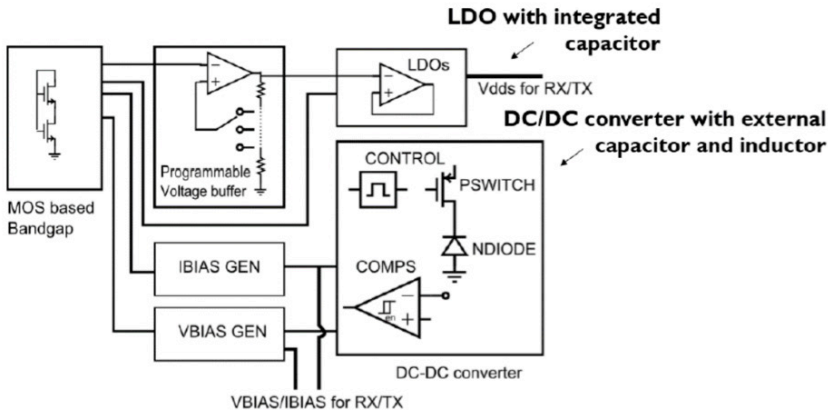 LDO with integrated
capacitor
LDOs
Vdds for RX/TX
DC/DC converter with external
capacitor and inductor
Programmable
Voltage buffer
MOS based
Bandgap
CONTROL
PSWITCH
NDIODE
IBIAS GEN
COMPS
en
VBIAS GEN
DC-DC converter
VBIAS/IBIAS for RX/TX